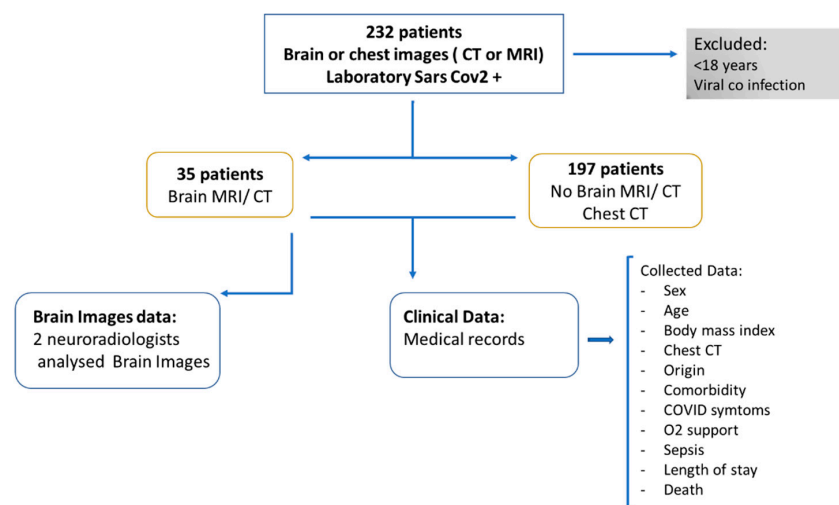 232 patients
Brain or chest images ( CT or MRI)
Laboratory Sars Cov2 +
Excluded:
<18 years
Viral co infection
35 patients
Brain MRI/ CT
197 patients
No Brain MRI/ CT
Chest CT
Brain Images data:
2 neuroradiologists
analysed Brain Images
Clinical Data:
Medical records
Collected Data:
- Sex
- Age
- Body mass index
- Chest CT
- Origin
- Comorbidity
- COVID symtoms
- O2 support
- Sepsis
- Length of stay
- Death